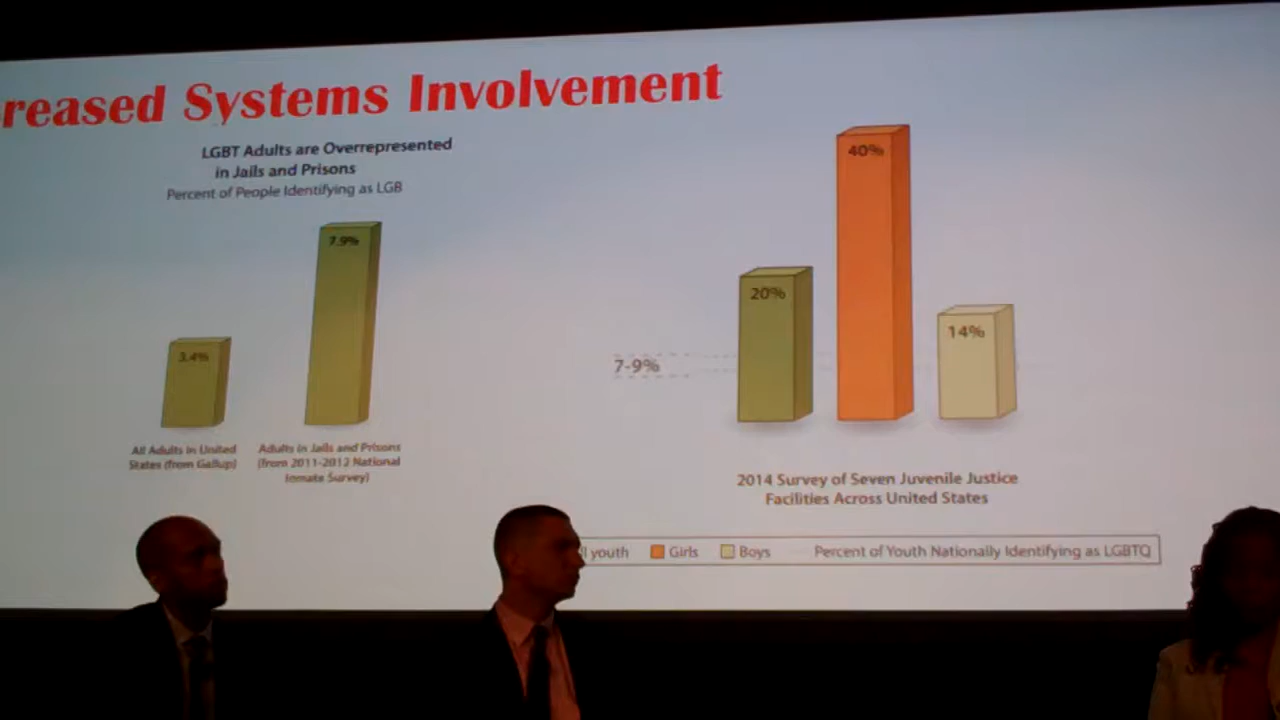 reased Systems Involvement
LGBT Adults are Overrepresented
in Jails and Prisons
Percent of People Identifying as LGB
7.9%
3.4%
All Adults in United
States (from Gallup)
Adults in Jails and Prisons
(from 2011-2012 National
Inmate Survey)
40%
20%
14%
7-9%
2014 Survey of Seven Juvenile Justice
Facilities Across United States
l youth Girls Boys Percent of Youth Nationally Identifying as LGBTQ